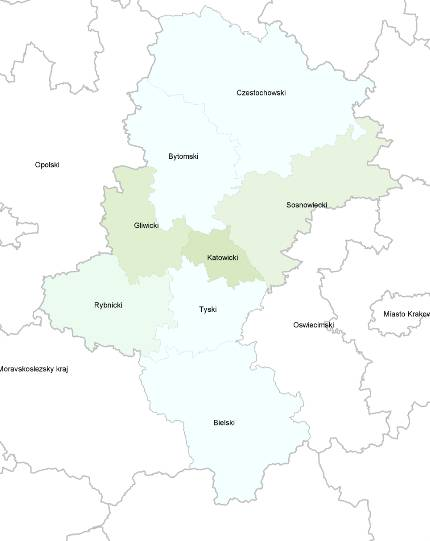 Czestochowski
Bytomski
Opolski
Sosnowiecki
Gliwicki
Katowicki
Rybnicki
Tyski
Miasto Krakow
Oswiecimski
Moravskoslezsky kraj
Bielski